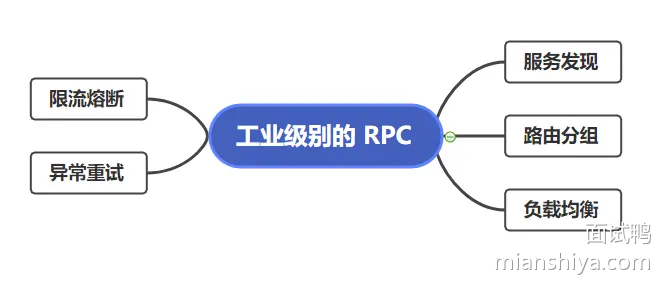 限流熔断
异常重试
工业级别的 RPC
服务发现
路由分组
负载均衡
面试鸭
mianshiya.com